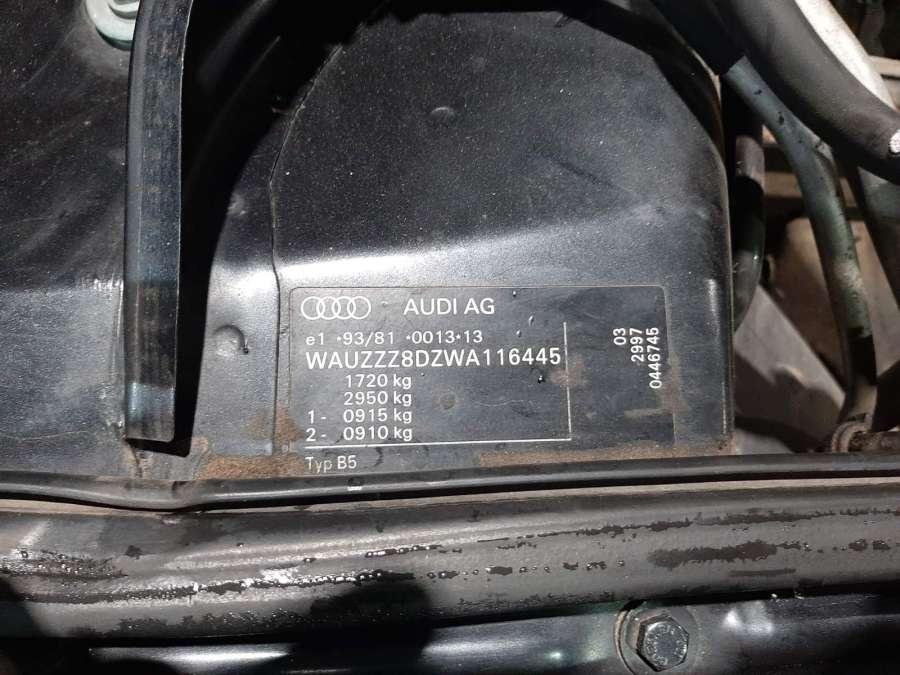 AUDI AG
e1 *93/81 *0013*13
WAUZZZ8DZWA116445
1720 kg
2950 kg
1- 0915 kg
2- 0910 kg
Typ B5
03
2997
0446745